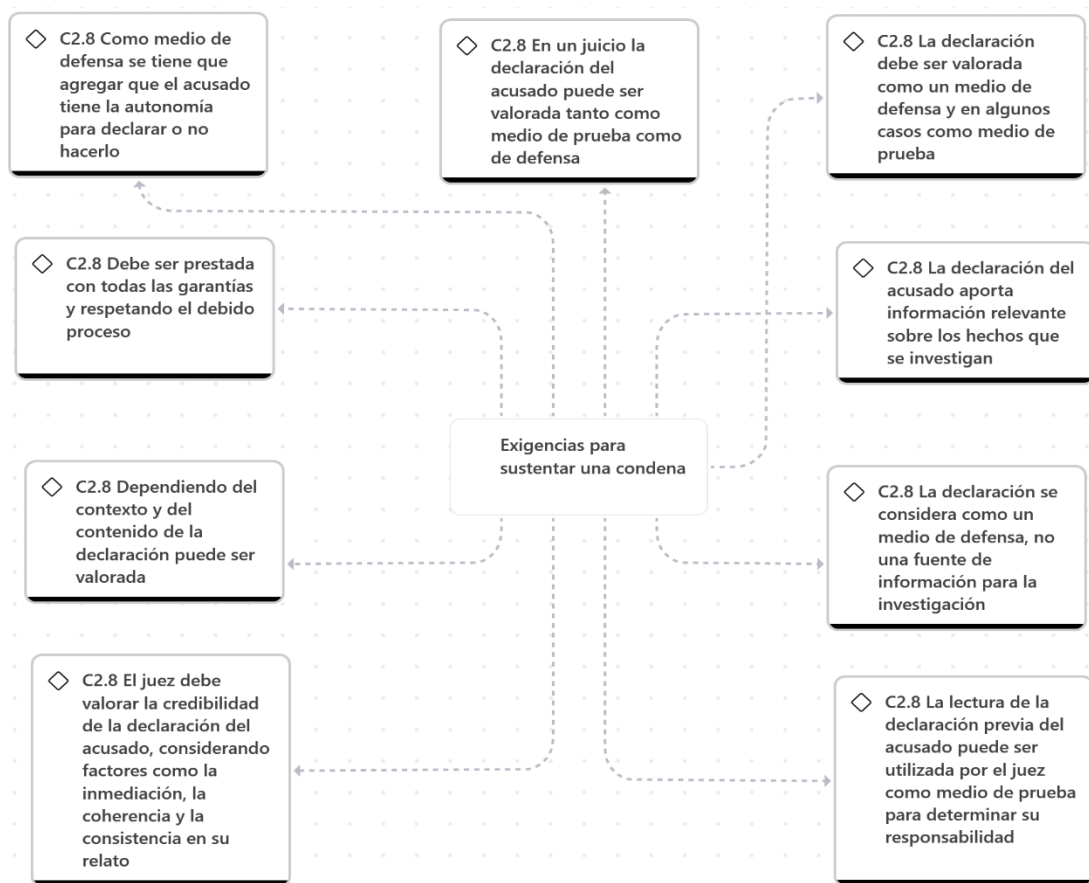 C2.8 Como medio de
defensa se tiene que
agregar que el acusado
tiene la autonomía
para declarar o no
hacerlo
C2.8 En un juicio la
declaración del
acusado puede ser
valorada tanto como
medio de prueba como
de defensa
C2.8 La declaración
debe ser valorada
como un medio de
defensa y en algunos
casos como medio de
prueba
C2.8 Debe ser prestada
con todas las garantías
y respetando el debido
proceso
C2.8 La declaración del
acusado aporta
información relevante
sobre los hechos que
se investigan
Exigencias para
sustentar una condena
C2.8 Dependiendo del
contexto y del
contenido de la
declaración puede ser
valorada
C2.8 La declaración se
considera como un
medio de defensa, no
una fuente de
información para la
investigación
C2.8 El juez debe
valorar la credibilidad
de la declaración del
acusado, considerando
factores como la
inmediación, la
coherencia y la
consistencia en su
relato
C2.8 La lectura de la
declaración previa del
acusado puede ser
utilizada por el juez
como medio de prueba
para determinar su
responsabilidad